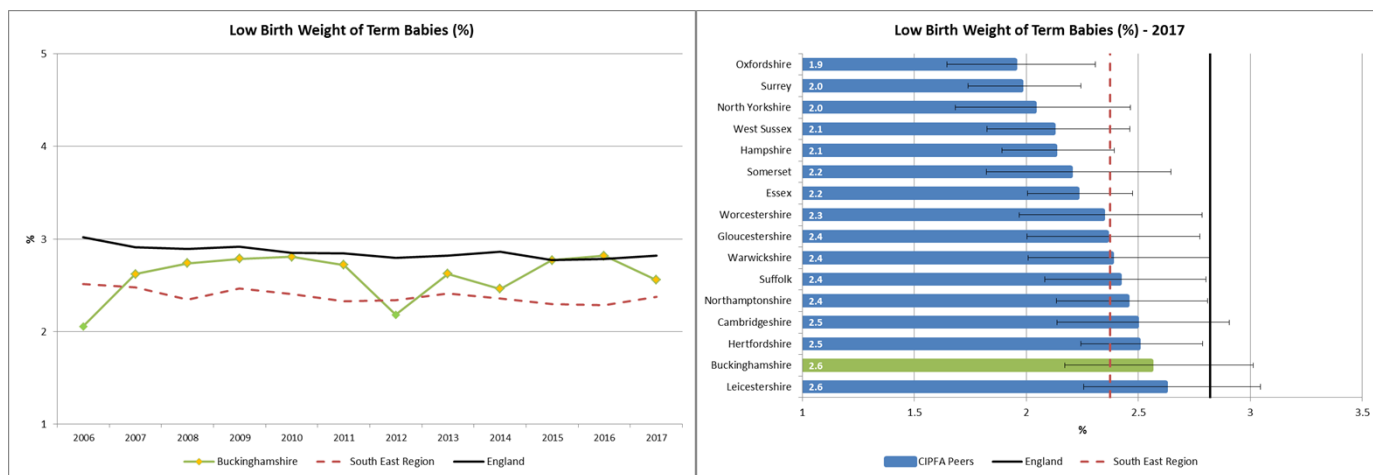 Low Birth Weight of Term Babies (%)
5
4
3
%
2
1
2006 2007 2008 2009 2010 2011 2012 2013 2014 2015 2016 2017
Buckinghamshire South East Region England
Low Birth Weight of Term Babies (%) - 2017
Oxfordshire 1.9
Surrey 2.0
North Yorkshire 2.0
West Sussex 2.1
Hampshire 2.1
Somerset 2.2
Essex 2.2
Worcestershire 2.3
Gloucestershire 2.4
Warwickshire 2.4
Suffolk 2.4
Northamptonshire 2.4
Cambridgeshire 2.5
Hertfordshire 2.5
Buckinghamshire 2.6
Leicestershire 2.6
1 1.5 2 2.5 3 3.5
%
CIPFA Peers England South East Region